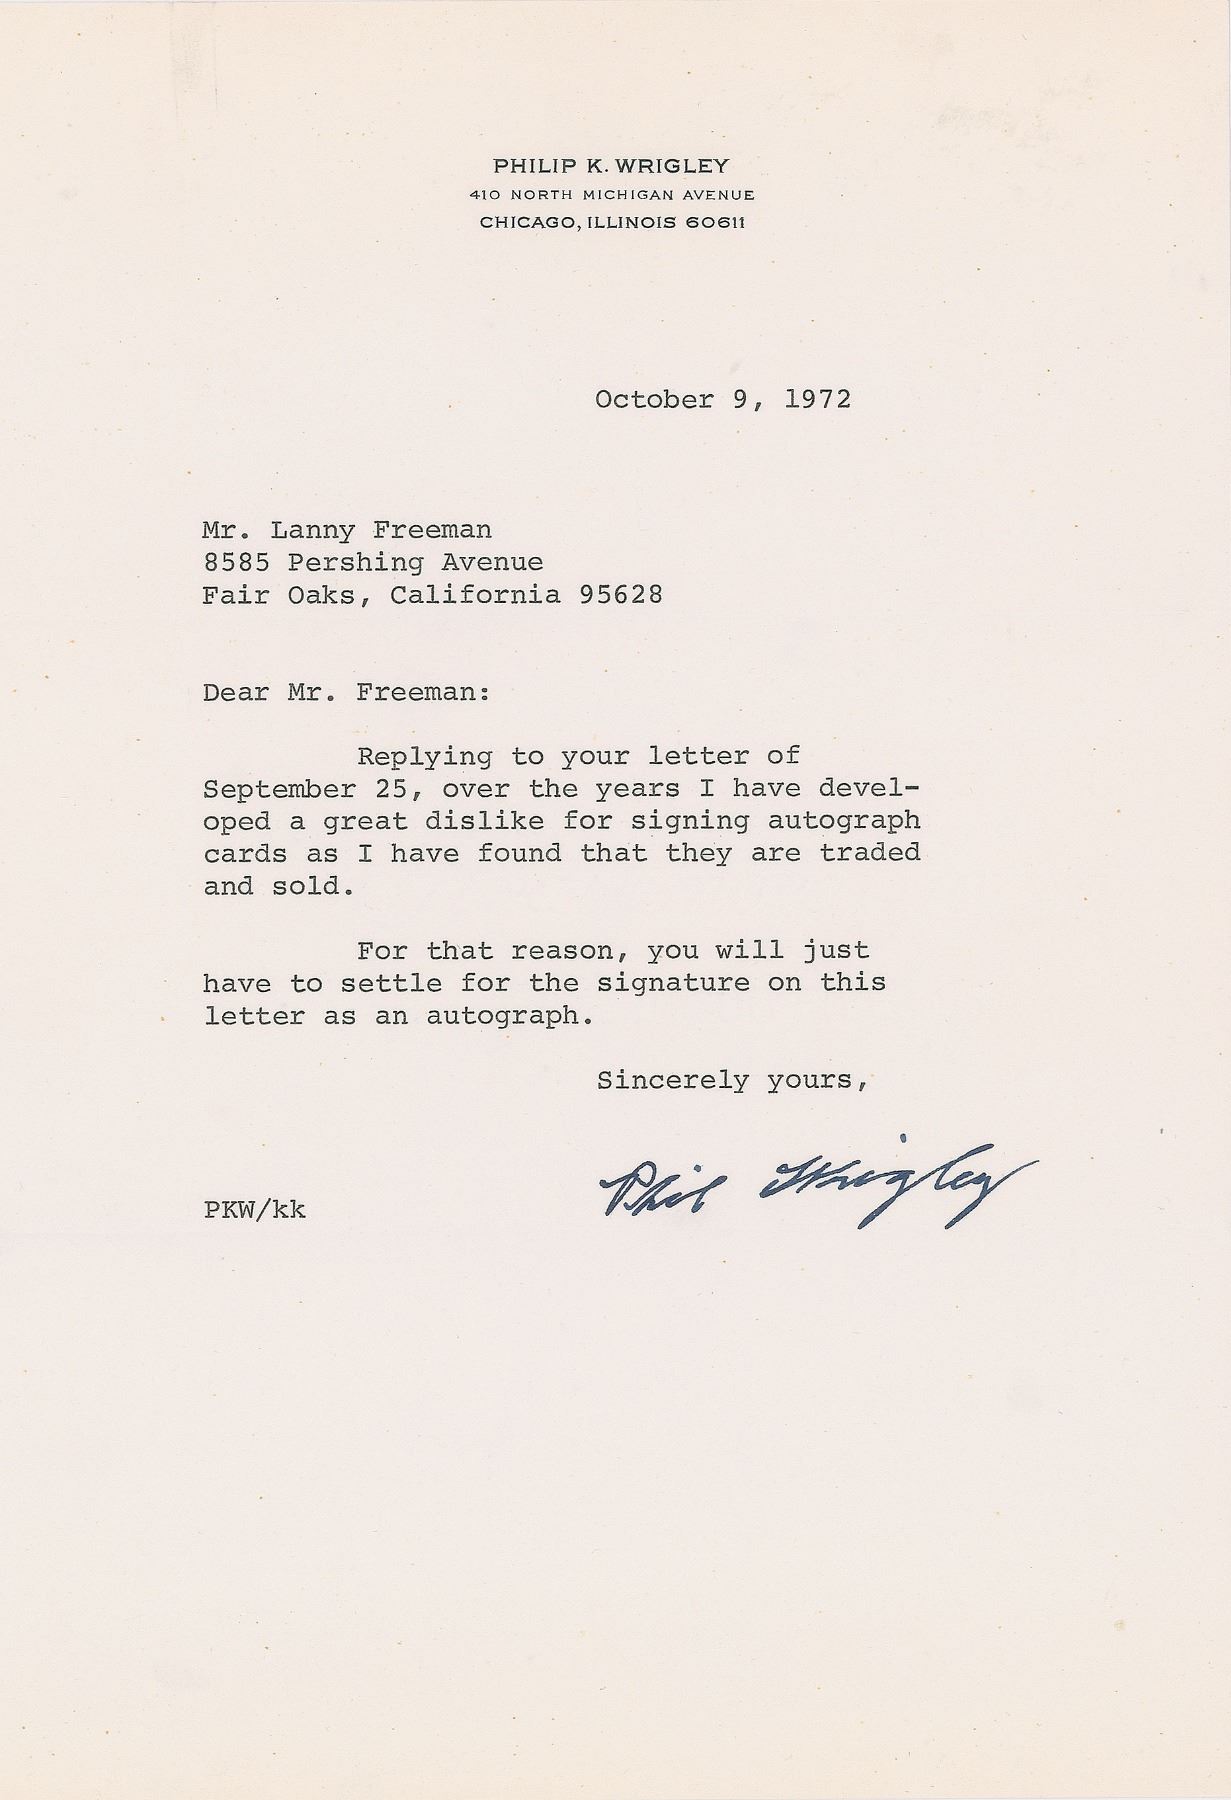 PHILIP K. WRIGLEY
410 NORTH MICHIGAN AVENUE
CHICAGO, ILLINOIS 60611
October 9, 1972
Mr. Lanny Freeman
8585 Pershing Avenue
Fair Oaks, California 95628
Dear Mr. Freeman:
Replying to your letter of
September 25, over the years I have devel-
oped a great dislike for signing autograph
cards as I have found that they are traded
and sold.
For that reason, you will just
have to settle for the signature on this
letter as an autograph.
Sincerely yours,
Phil Wrigley
PKW/kk